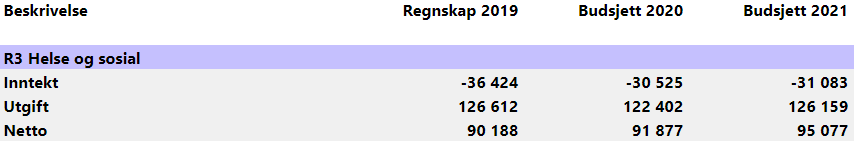 Beskrivelse Regnskap 2019 Budsjett 2020 Budsjett 2021
R3 Helse og sosial
Inntekt -36 424 -30 525 -31 083
Utgift 126 612 122 402 126 159
Netto 90 188 91 877 95 077